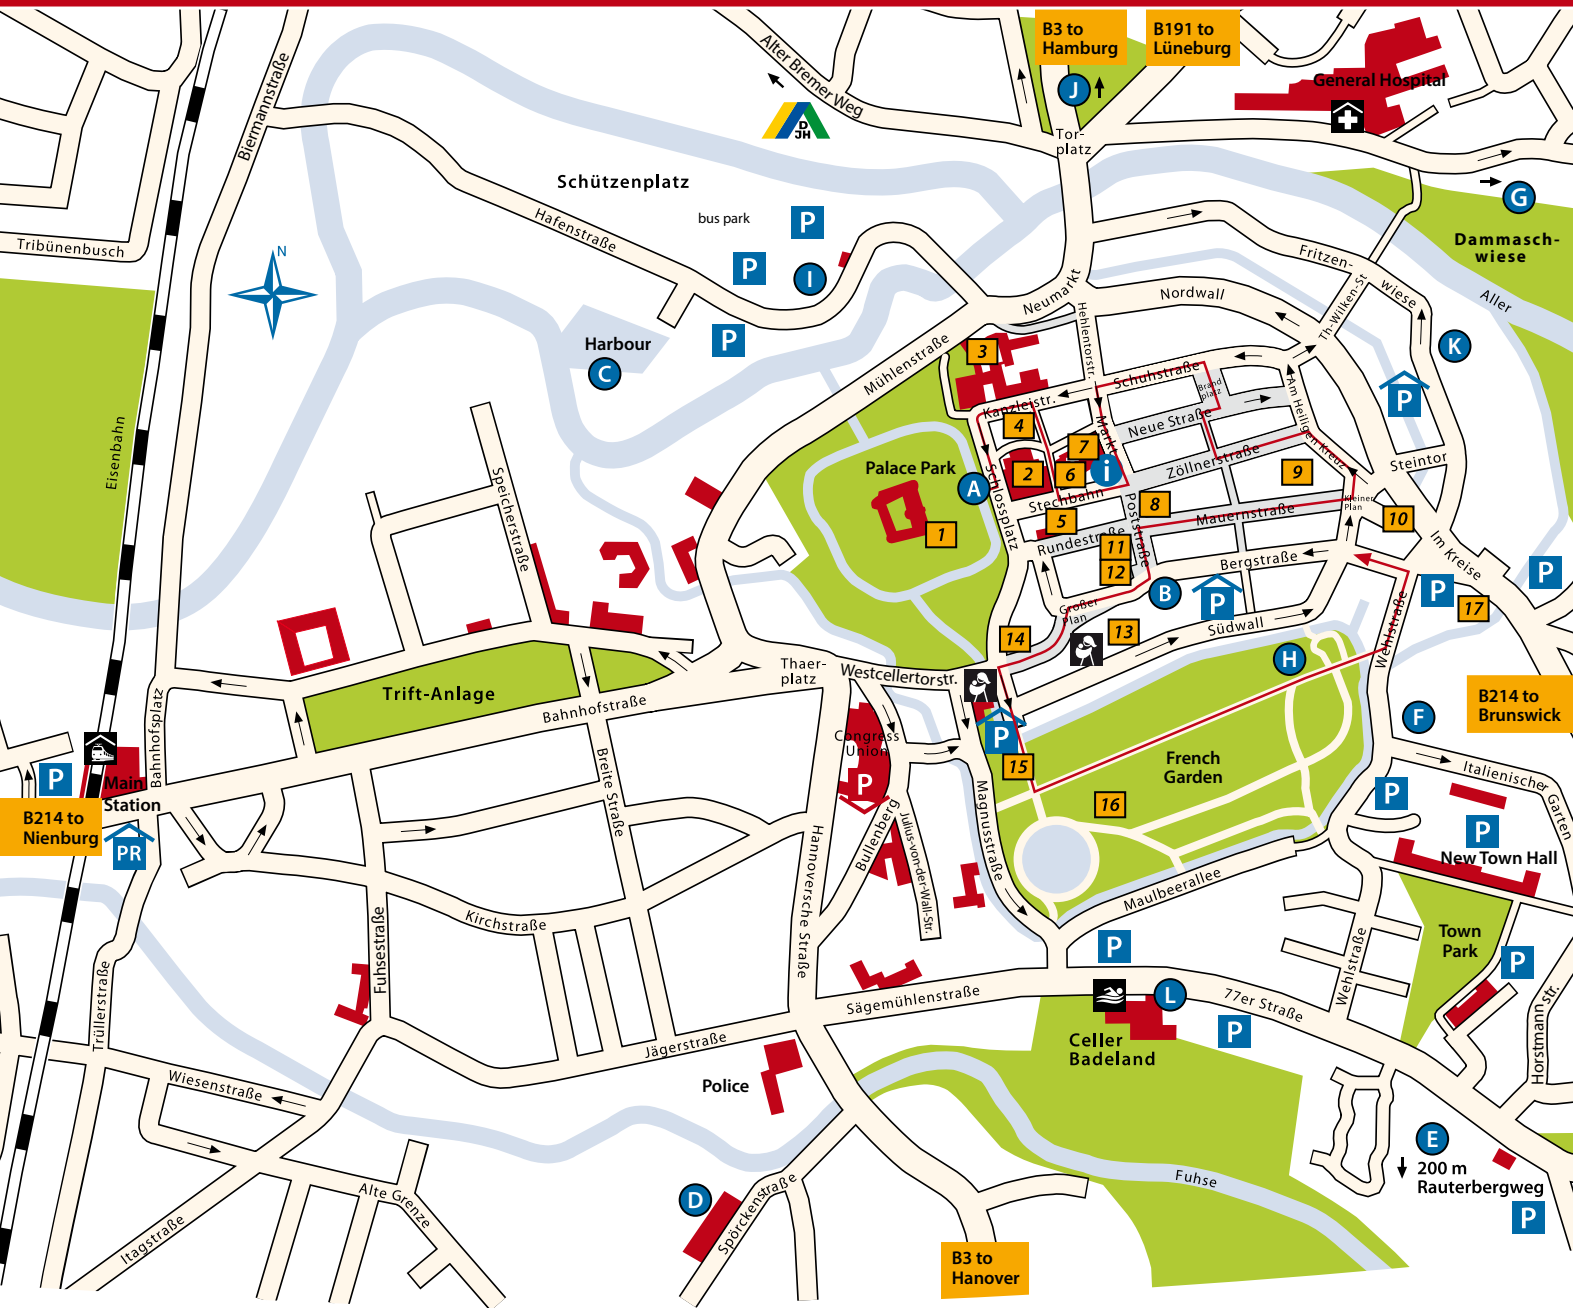 B3 to
Hamburg
B191 to
Lüneburg
General Hospital
Alter Bremer Weg
D
JH
J
Tor-
platz
Biermannstraße
Schützenplatz
bus park
P
P
I
P
Hafenstraße
Tribünenbusch
N
G
Dammasch-
wiese
Aller
Fritzen-
wiese
Th-Wilken-St
Neumarkt
Nordwall
Hehlentorstr.
K
P
Harbour
C
Mühlenstraße
3
Schuhstraße
Brand
platz
Kanzleistr.
Markt
Neue Straße
Am Heiligen Kreuz
4
7
i
Zöllnerstraße
Steintor
Eisenbahn
Speicherstraße
Palace Park
A
2
6
9
Schlossplatz
Stechbahn
8
Kleiner
Plan
1
5
Poststraße
Mauernstraße
10
Rundestraße
11
12
Bergstraße
Im Kreise
P
P
17
B
P
Großer
Plan
13
14
Südwall
Wehlstraße
H
Thaer-
platz
Westcellertorstr.
Trift-Anlage
Bahnhofstraße
B214 to
Brunswick
F
Bahnhofsplatz
P
Main
Station
B214 to
Nienburg
PR
Breite Straße
Congress
Union
P
P
15
French
Garden
16
Italienischer Garten
P
P
New Town Hall
Bullenberg
Julius-von-der-Wall-Str.
Magnusstraße
Hannoversche Straße
Maulbeerallee
Kirchstraße
Fuhsestraße
Trüllerstraße
P
Town
Park
P
Wehlstraße
Sägemühlenstraße
L
77er Straße
P
Celler
Badeland
Horstmannstr.
Jägerstraße
Police
Wiesenstraße
E
200 m
Rauterbergweg
P
Fuhse
Alte Grenze
Itagstraße
D
Spörckenstraße
B3 to
Hanover